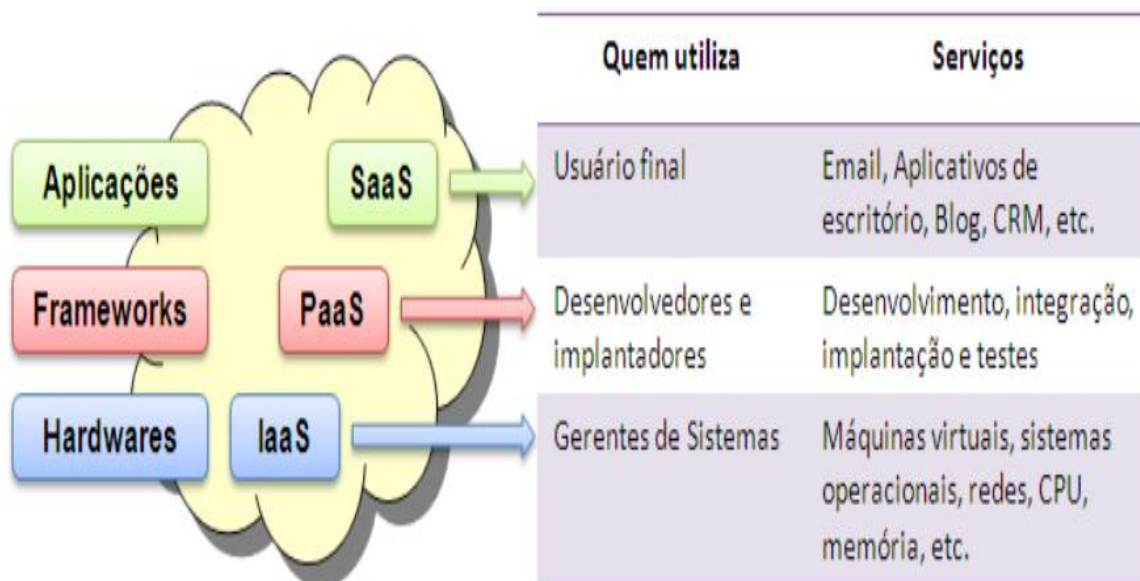 Quem utiliza
Serviços
Aplicações
SaaS
Usuário final
Email, Aplicativos de
escritório, Blog, CRM, etc.
Frameworks
PaaS
Desenvolvedores e
implantadores
Desenvolvimento, integração,
implantação e testes
Hardwares
IaaS
Gerentes de Sistemas
Máquinas virtuais, sistemas
operacionais, redes, CPU,
memória, etc.